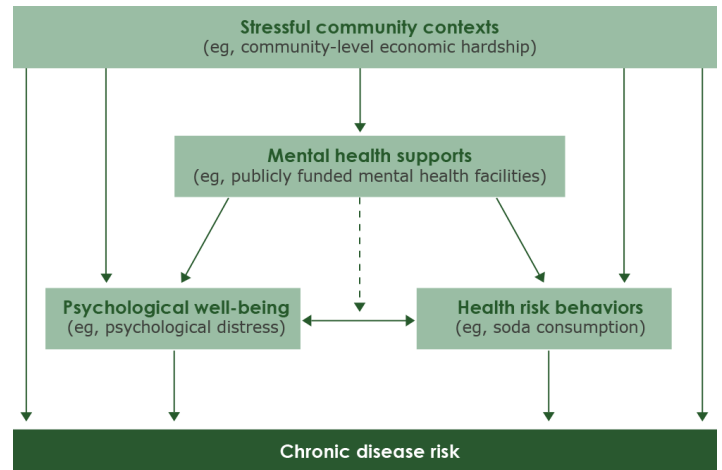 Stressful community contexts
(eg, community-level economic hardship)
Mental health supports
(eg, publicly funded mental health facilities)
Psychological well-being
(eg, psychological distress)
Health risk behaviors
(eg, soda consumption)
Chronic disease risk